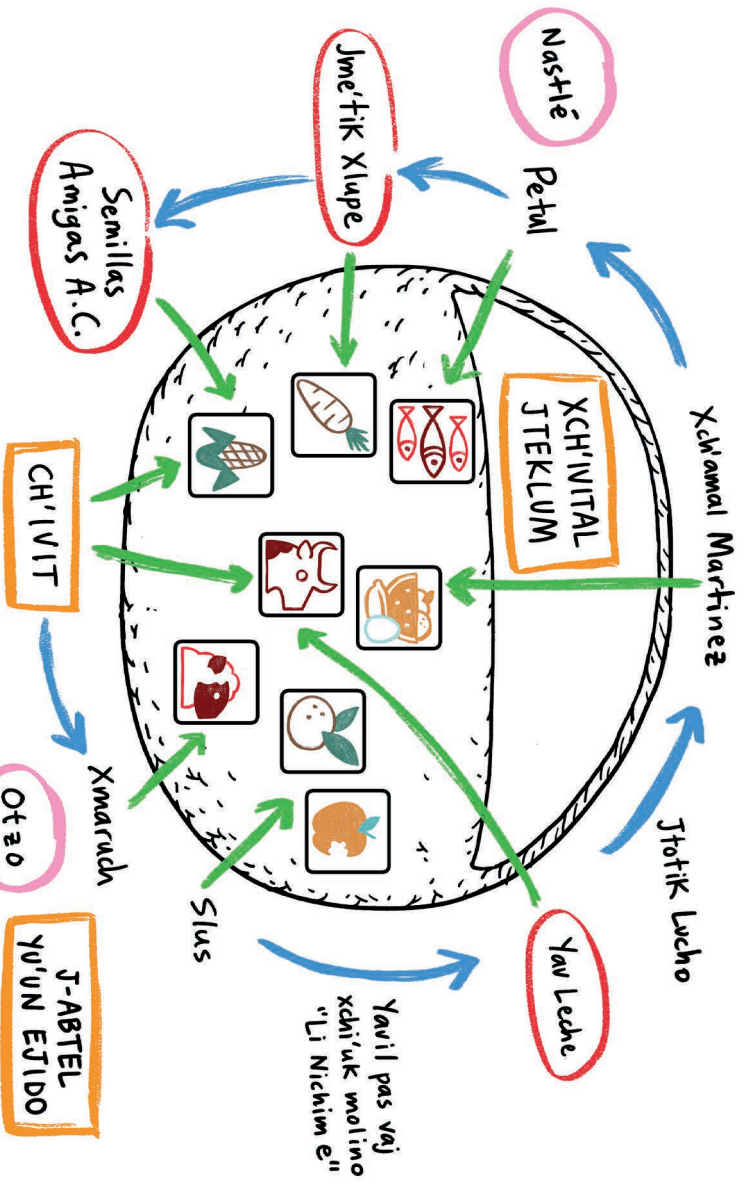 Xch'amal Martinez
Jtotik Lucho
Nastlé
Petul
XCH'IVITAL
JTEKLUM
Yav Leche
Jme'tik Xlupe
Yavil pas vaj
xchi'uk molino
"Li Nichim e"
Slus
Semillas
Amigas A.C.
Xmaruch
J-ABTEL
YU'UN EJIDO
CH'IVIT
Otzo